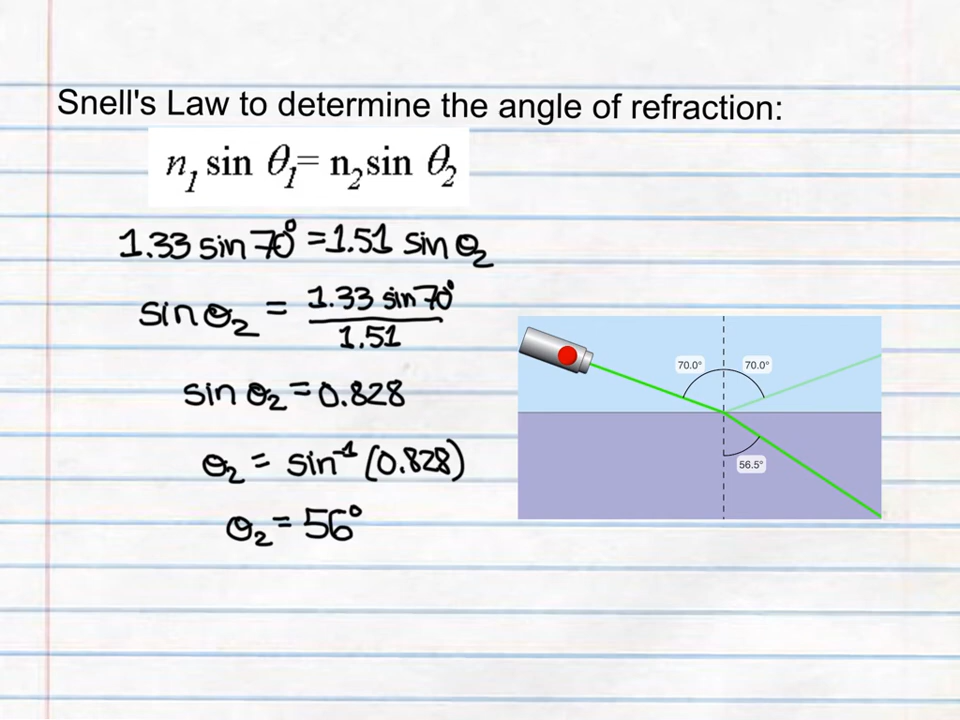 Snell's Law to determine the angle of refraction:
n₁ sin θ₁= n₂sin θ₂
1.33 sin 70° = 1.51 sin θ₂
sin θ₂ = 1.33 sin 70° / 1.51
sin θ₂ = 0.828
θ₂ = sin⁻¹ (0.828)
θ₂ = 56°
70.0° 70.0°
56.5°